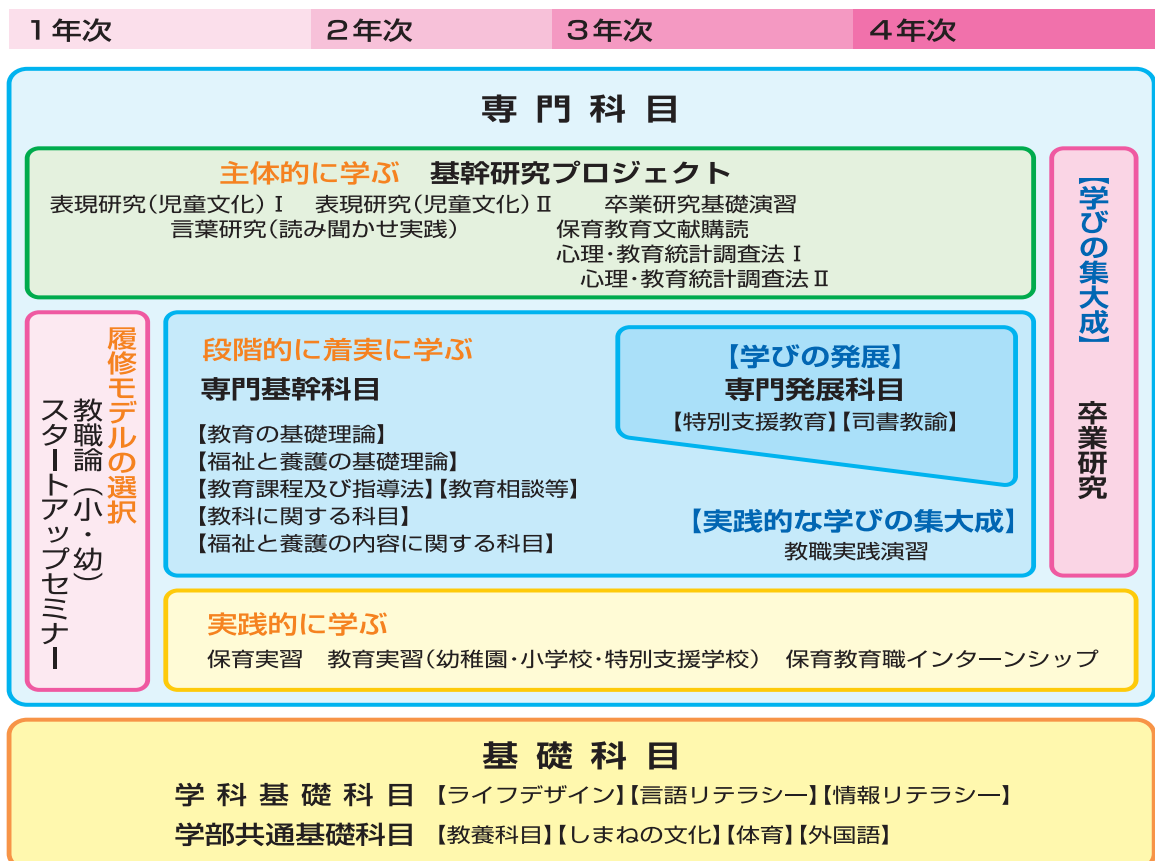 1年次 2年次 3年次 4年次
専門科目
主体的に学ぶ 基幹研究プロジェクト
表現研究(児童文化)Ⅰ 表現研究(児童文化)Ⅱ 卒業研究基礎演習
言葉研究(読み聞かせ実践) 保育教育文献購読
心理・教育統計調査法Ⅰ
心理・教育統計調査法Ⅱ
履修モデルの選択
教職論(小・幼)
スタートアップセミナー
段階的に着実に学ぶ
専門基幹科目
【教育の基礎理論】
【福祉と養護の基礎理論】
【教育課程及び指導法】【教育相談等】
【教科に関する科目】
【福祉と養護の内容に関する科目】
【学びの発展】
専門発展科目
【特別支援教育】【司書教諭】
【実践的な学びの集大成】
教職実践演習
【学びの集大成】 卒業研究
実践的に学ぶ
保育実習 教育実習(幼稚園・小学校・特別支援学校) 保育教育職インターンシップ
基礎科目
学科基礎科目 【ライフデザイン】【言語リテラシー】【情報リテラシー】
学部共通基礎科目 【教養科目】【しまねの文化】【体育】【外国語】